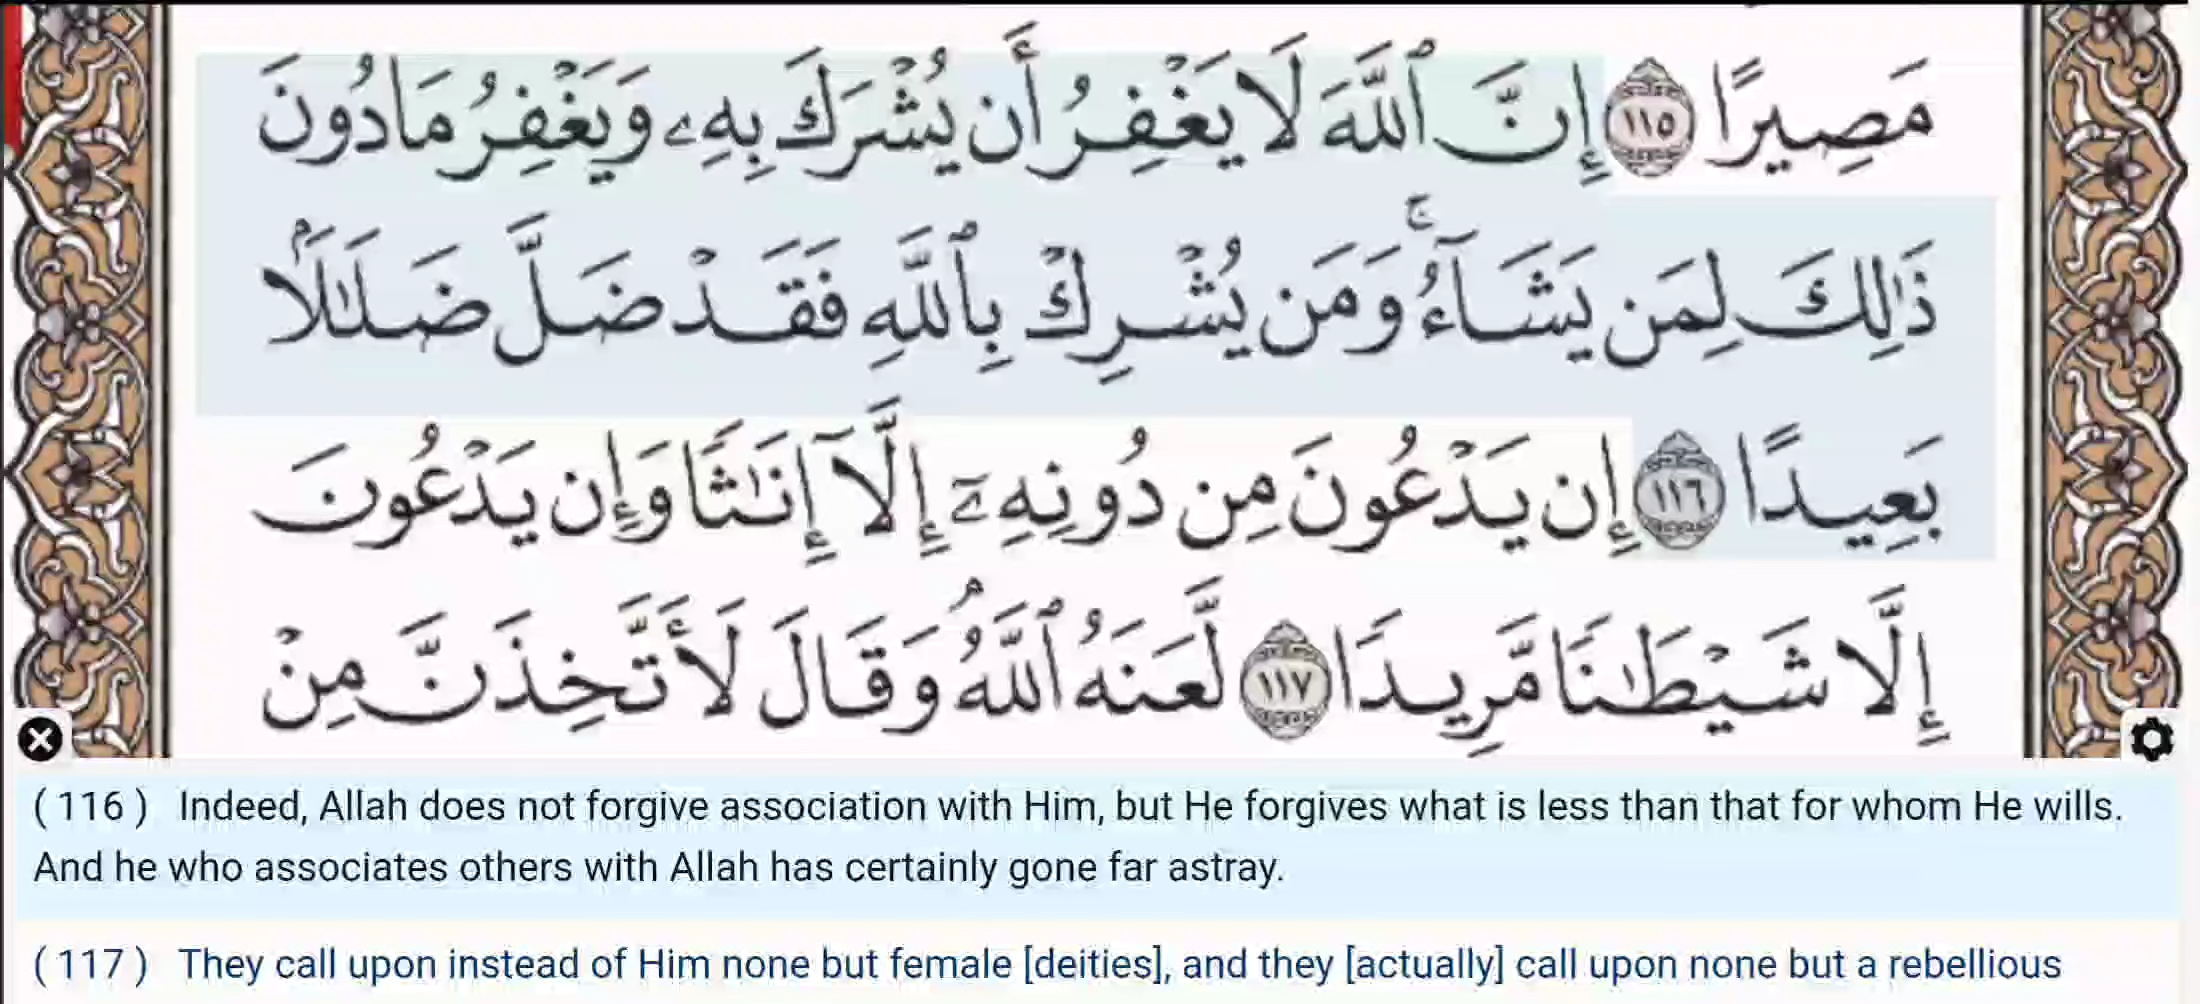 مَصِيرًا ١١٥ إِنَّ ٱللَّهَ لَا يَغْفِرُ أَن يُشْرَكَ بِهِۦ وَيَغْفِرُ مَا دُونَ
ذَٰلِكَ لِمَن يَشَآءُ ۚ وَمَن يُشْرِكْ بِٱللَّهِ فَقَدْ ضَلَّ ضَلَٰلًۢا
بَعِيدًا ١١٦ إِن يَدْعُونَ مِن دُونِهِۦٓ إِلَّآ إِنَٰثًا وَإِن يَدْعُونَ
إِلَّا شَيْطَٰنًا مَّرِيدًا ١١٧ لَّعَنَهُ ٱللَّهُ ۘ وَقَالَ لَأَتَّخِذَنَّ مِنْ
( 116 ) Indeed, Allah does not forgive association with Him, but He forgives what is less than that for whom He wills.
And he who associates others with Allah has certainly gone far astray.
( 117 ) They call upon instead of Him none but female [deities], and they [actually] call upon none but a rebellious